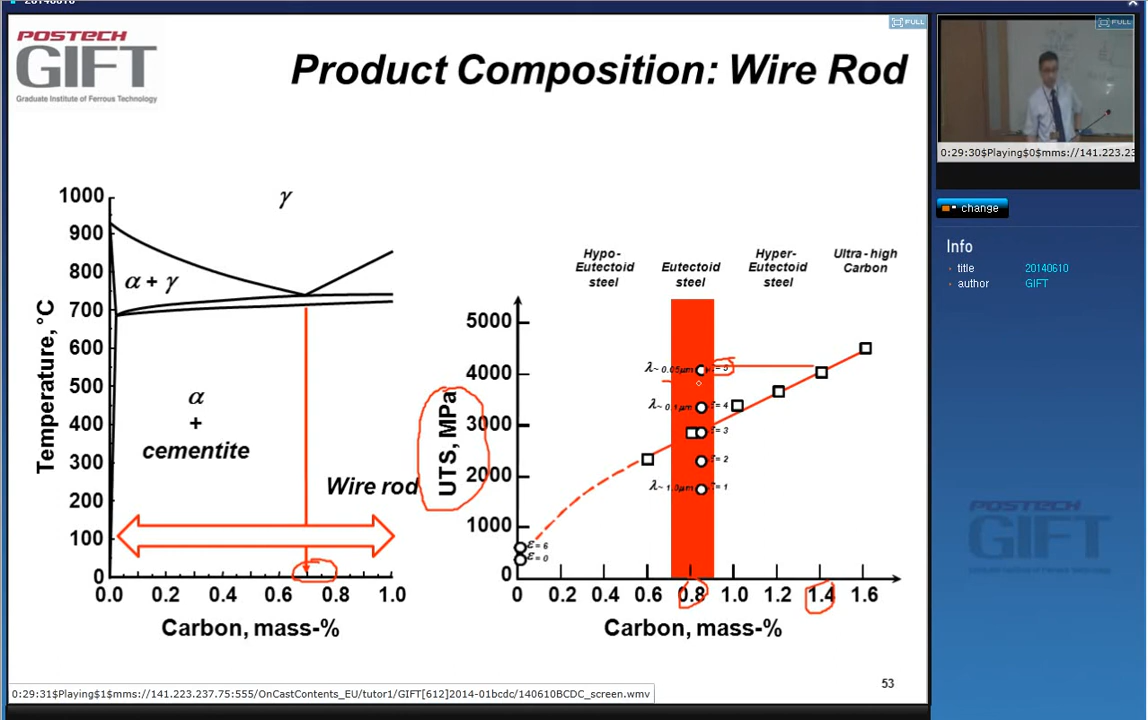 20140610
POSTECH
GIFT
Graduate Institute of Ferrous Technology
Product Composition: Wire Rod
FULL
FULL
0:29:30$Playing$0$mms://141.223.23
change
Info
title 20140610
author GIFT
Temperature, °C
1000
900
800
700
600
500
400
300
200
100
0
γ
α + γ
α
+
cementite
Wire rod
0.0 0.2 0.4 0.6 0.8 1.0
Carbon, mass-%
UTS, MPa
5000
4000
3000
2000
1000
0
Hypo-
Eutectoid
steel
Eutectoid
steel
Hyper-
Eutectoid
steel
Ultra-high
Carbon
λ~ 0.05μm ε= 5
λ~ 0.1μm ε= 4
ε= 3
ε= 2
λ~ 1.0μm ε= 1
ε= 6
ε= 0
0 0.2 0.4 0.6 0.8 1.0 1.2 1.4 1.6
Carbon, mass-%
POSTECH
GIFT
0:29:31$Playing$1$mms://141.223.237.75:555/OnCastContents_EU/tutor1/GIFT[612]2014-01bcdc/140610BCDC_screen.wmv
53